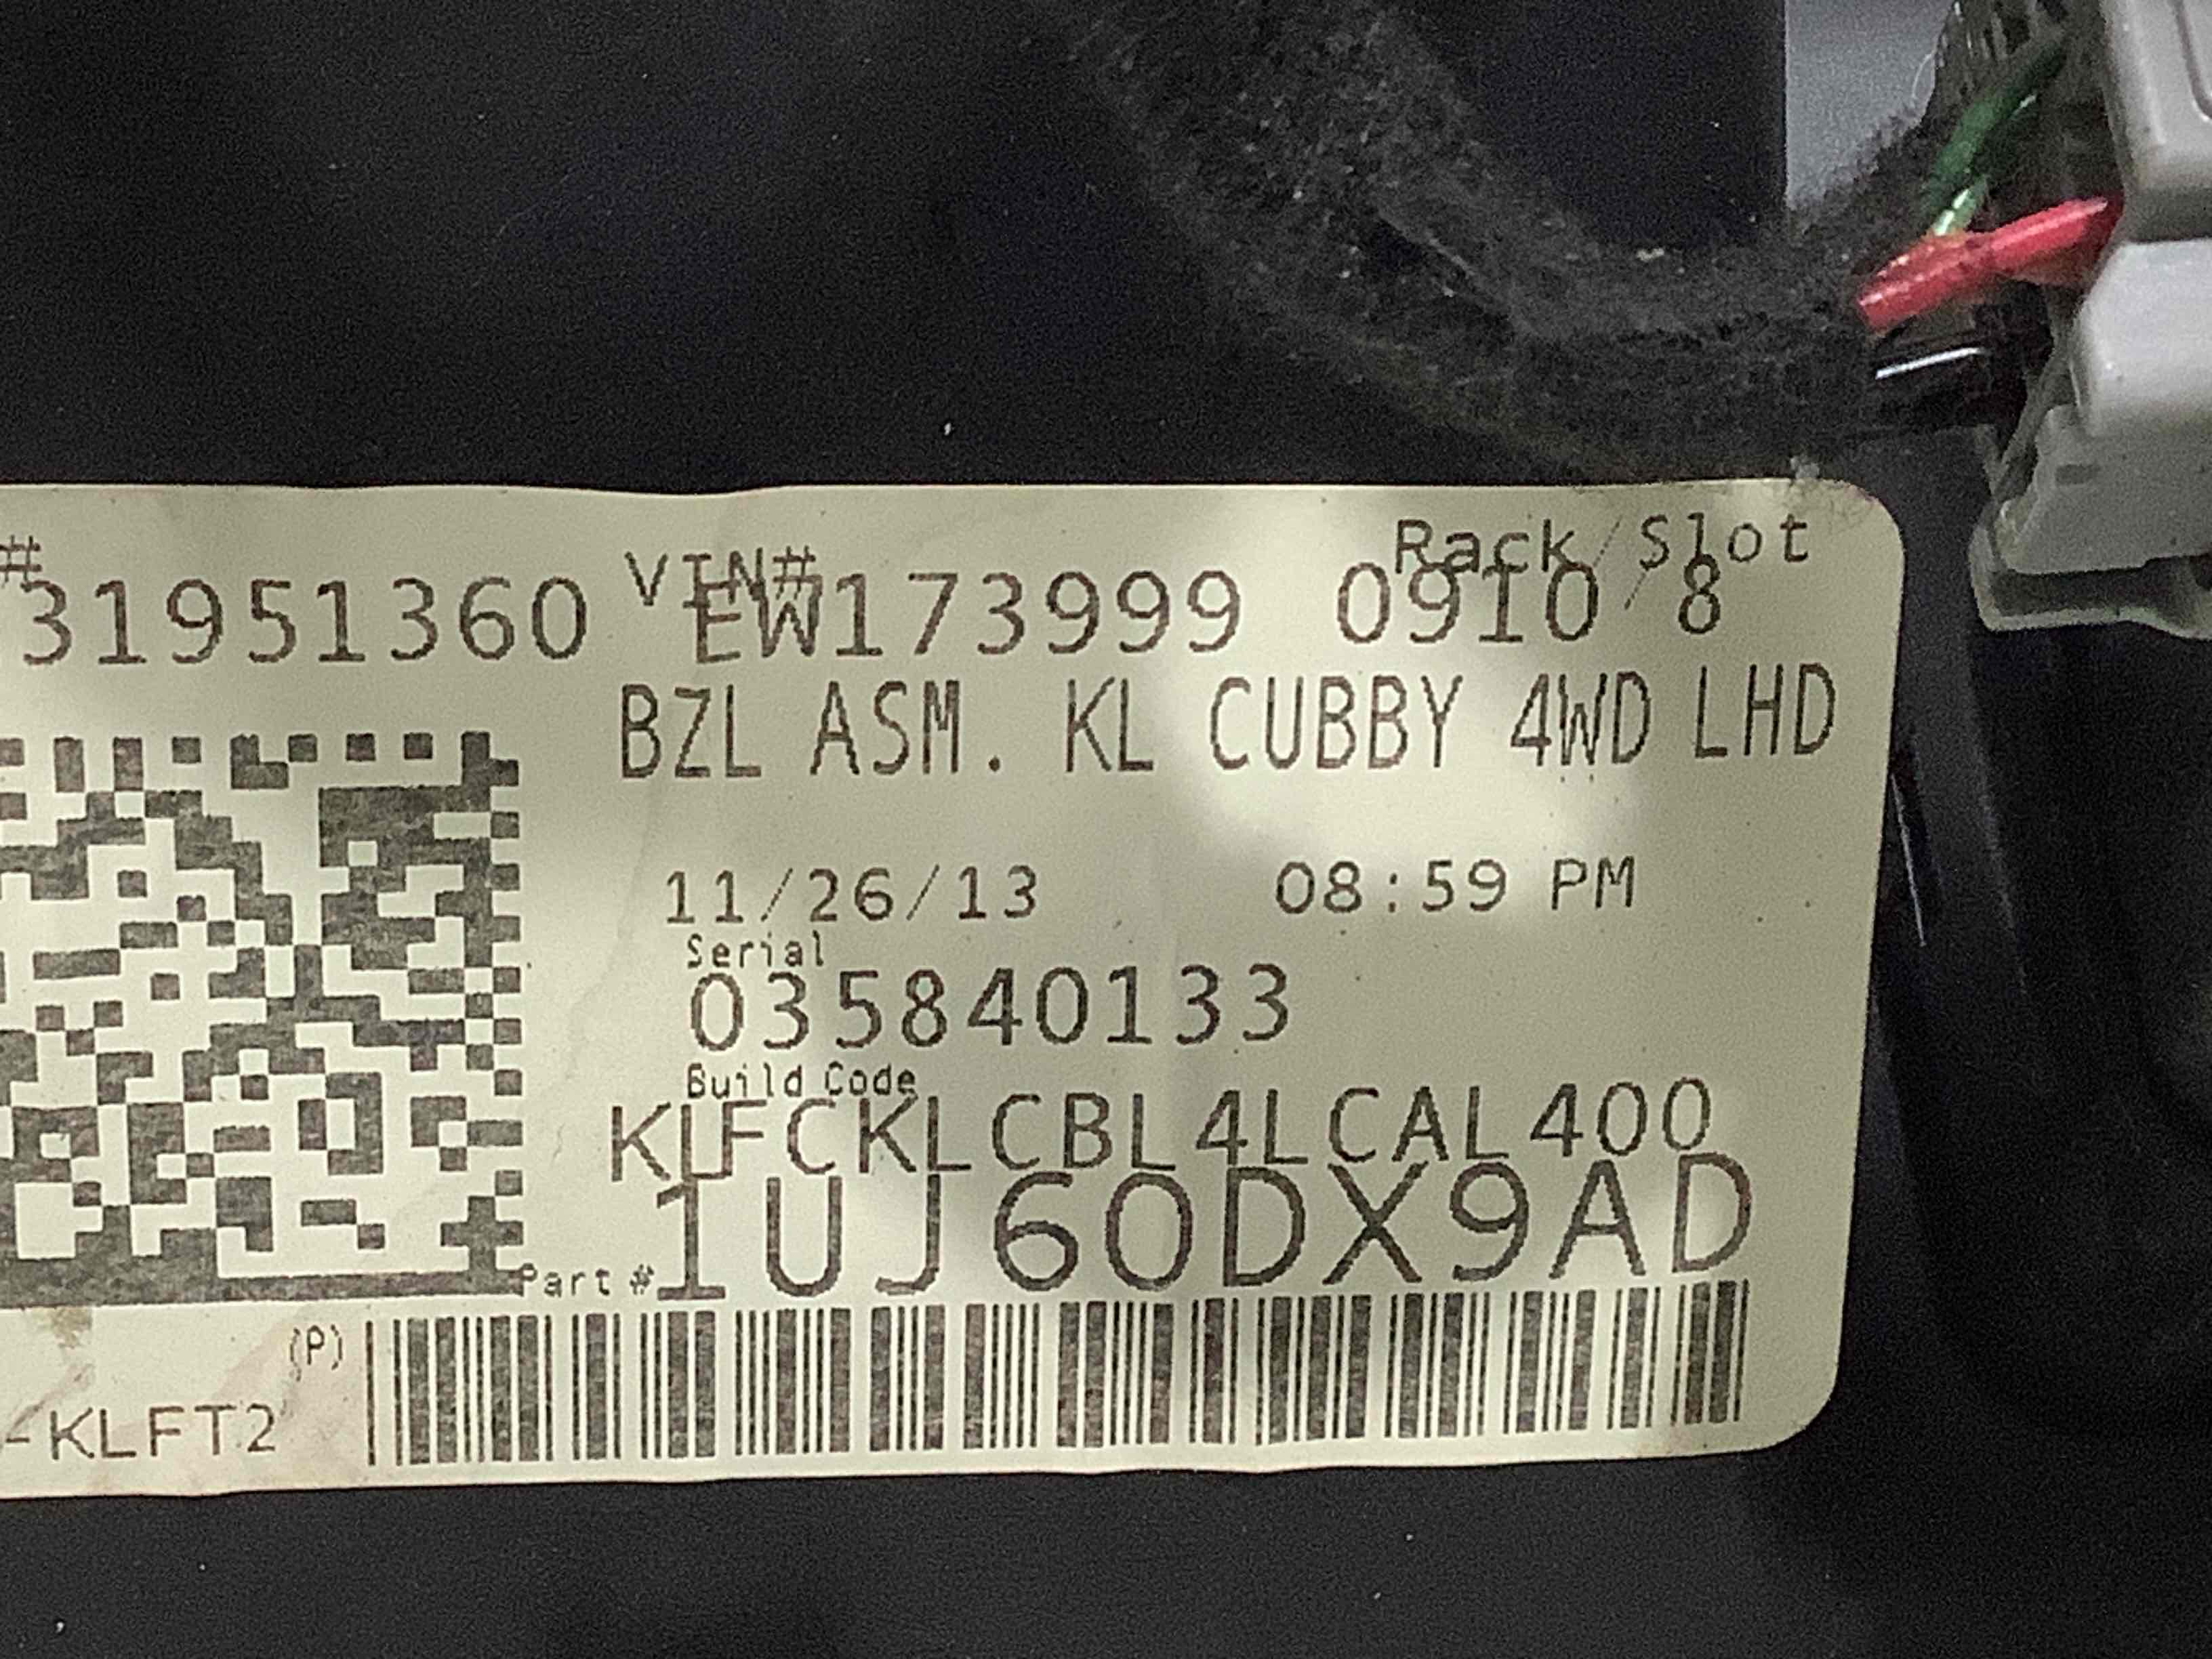 # VIN# Rack/Slot
31951360 EW173999 0910/8
BZL ASM. KL CUBBY 4WD LHD
11/26/13 08:59 PM
Serial
035840133
Build Code
KLFCKLCBL4LCAL400
Part # 1UJ60DX9AD
(P)
-KLFT2